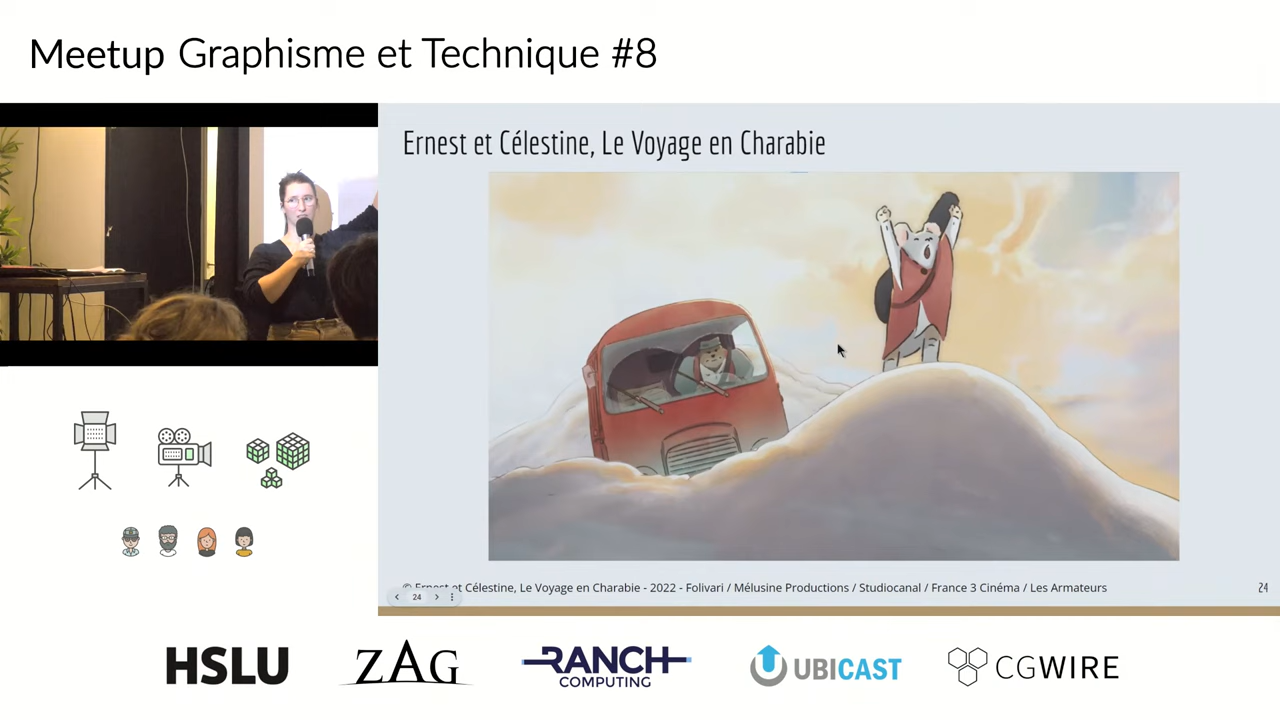 Meetup Graphisme et Technique #8
Ernest et Célestine, Le Voyage en Charabie
© Ernest et Célestine, Le Voyage en Charabie - 2022 - Folivari / Mélusine Productions / Studiocanal / France 3 Cinéma / Les Armateurs
24
24
HSLU
ZAG
RANCH
COMPUTING
UBICAST
CGWIRE